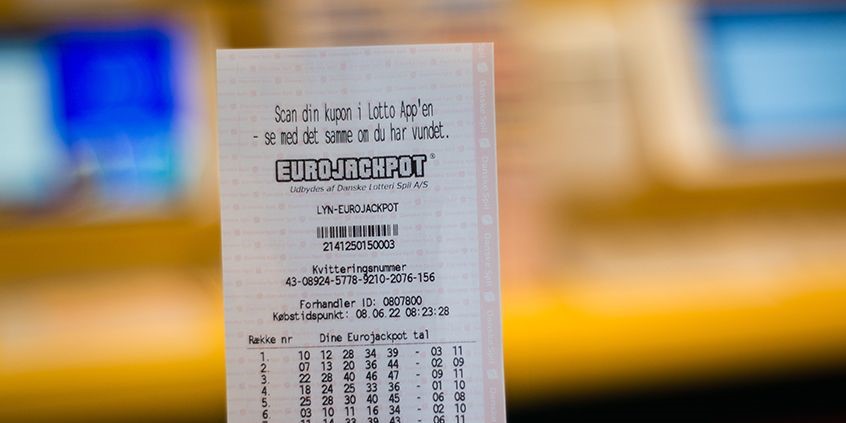 Scan din kupon i Lotto App'en
- se med det samme om du har vundet.
EUROJACKPOT®
Udbydes af Danske Lotteri Spil A/S
LYN-EUROJACKPOT
2141250150003
Kvitteringsnummer
43-08924-5778-9210-2076-156
Forhandler ID: 0807800
Købstidspunkt: 08.06.22 08:23:28
Række nr Dine Eurojackpot tal
1. 10 12 28 34 39 - 03 11
2. 07 13 20 36 44 - 02 09
3. 22 28 40 46 47 - 09 11
4. 18 24 25 33 36 - 01 10
5. 25 28 30 40 45 - 06 08
6. 03 10 11 16 34 - 02 10
Danske Spil